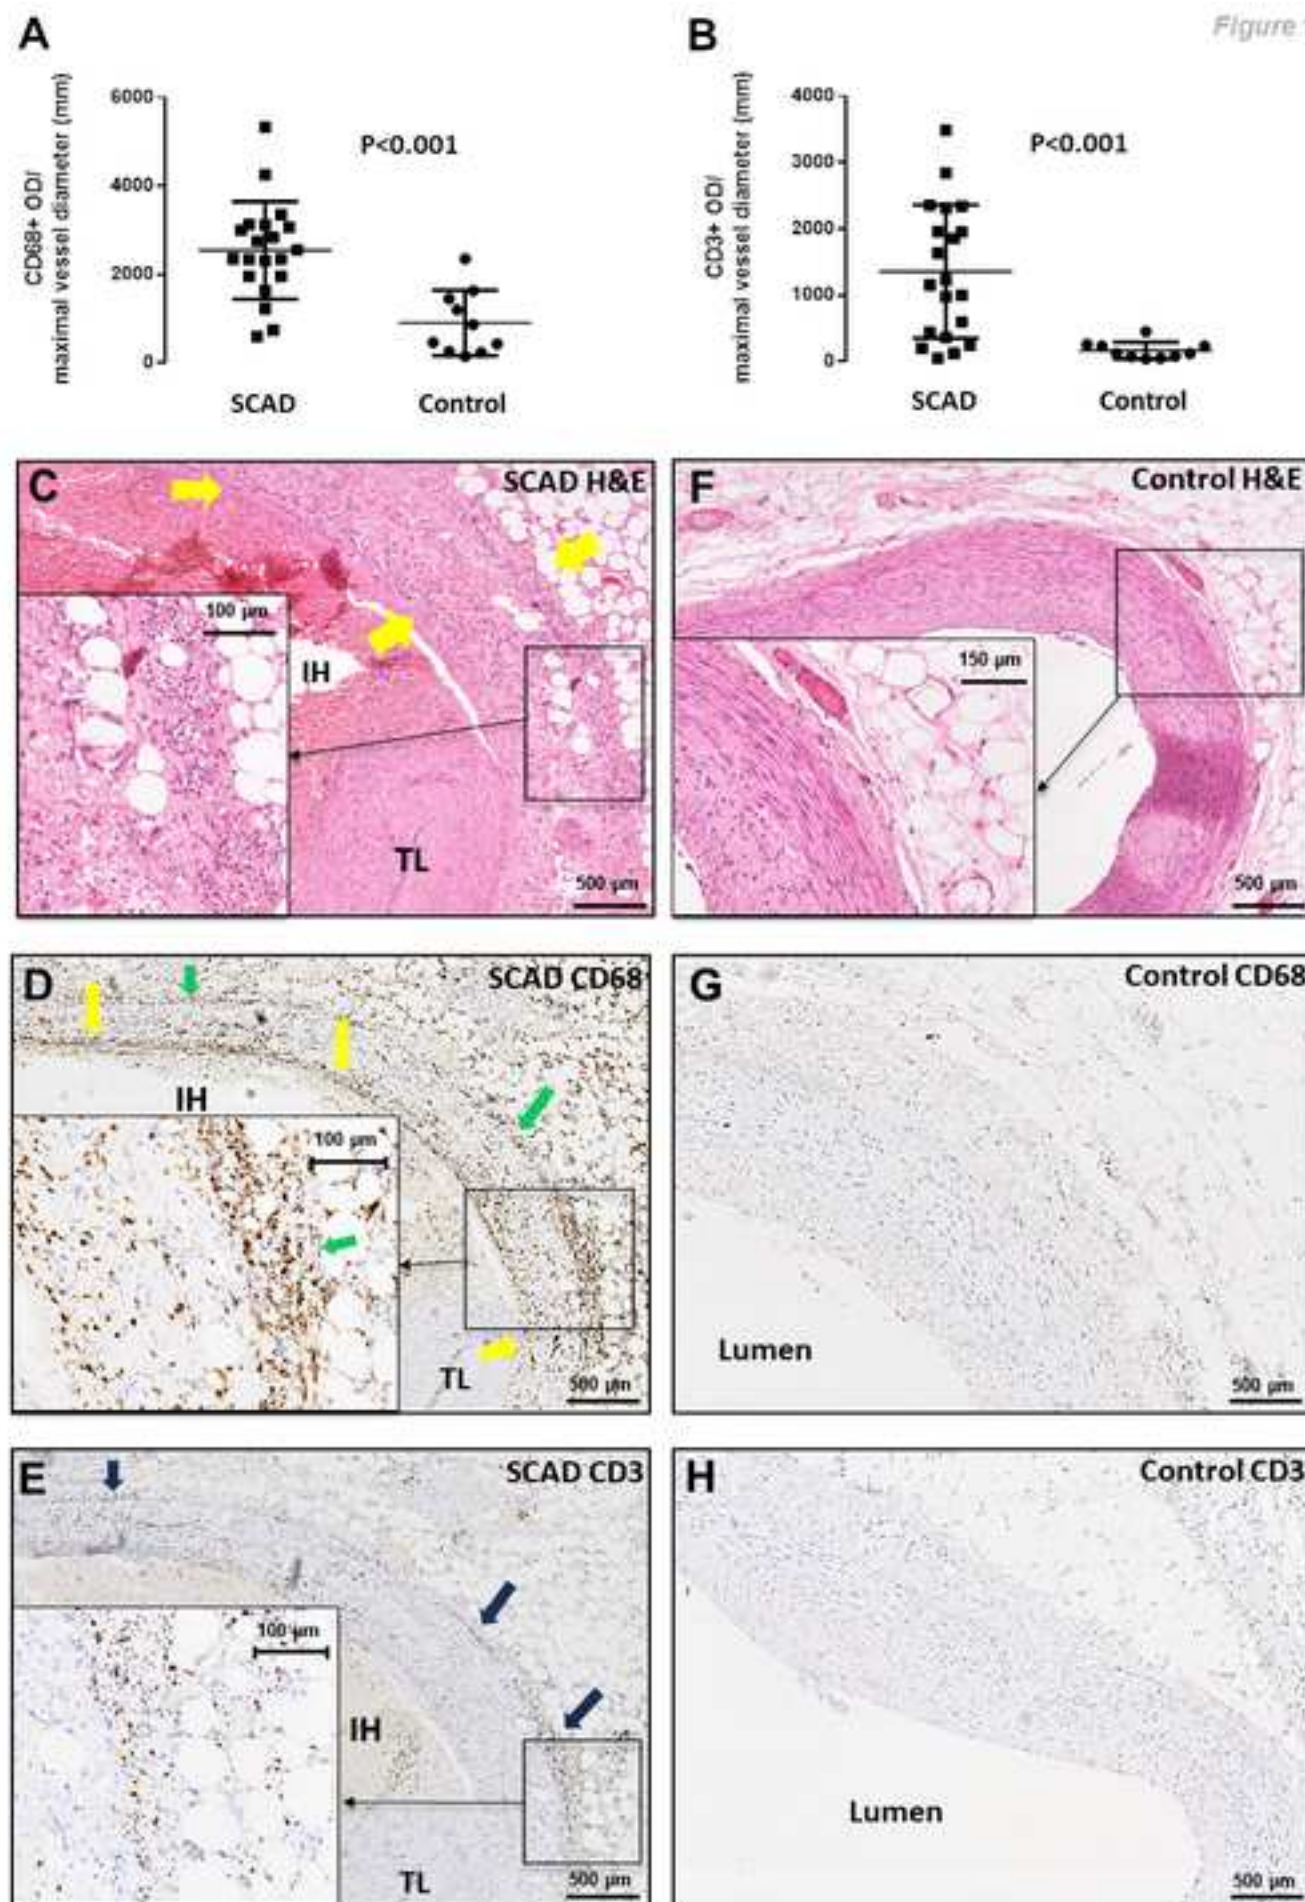 Figure
A
B
CD68+ OD/
maximal vessel diameter (mm)
6000
4000
2000
0
P<0.001
SCAD
Control
CD3+ OD/
maximal vessel diameter (mm)
4000
3000
2000
1000
0
P<0.001
SCAD
Control
C
SCAD H&E
100 µm
IH
TL
500 µm
F
Control H&E
150 µm
500 µm
D
SCAD CD68
IH
100 µm
TL
500 µm
G
Control CD68
Lumen
500 µm
E
SCAD CD3
100 µm
IH
TL
500 µm
H
Control CD3
Lumen
500 µm